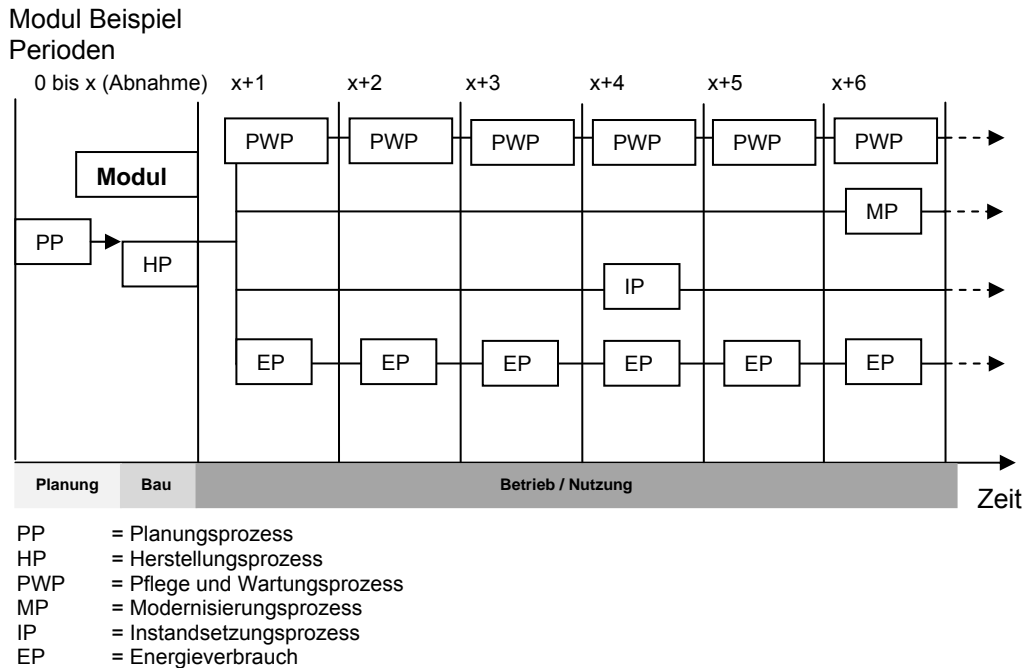 Modul Beispiel
Perioden
0 bis x (Abnahme) x+1 x+2 x+3 x+4 x+5 x+6
PWP PWP PWP PWP PWP PWP
Modul
MP
PP
HP
IP
EP EP EP EP EP EP
Planung Bau Betrieb / Nutzung
Zeit
PP = Planungsprozess
HP = Herstellungsprozess
PWP = Pflege und Wartungsprozess
MP = Modernisierungsprozess
IP = Instandsetzungsprozess
EP = Energieverbrauch